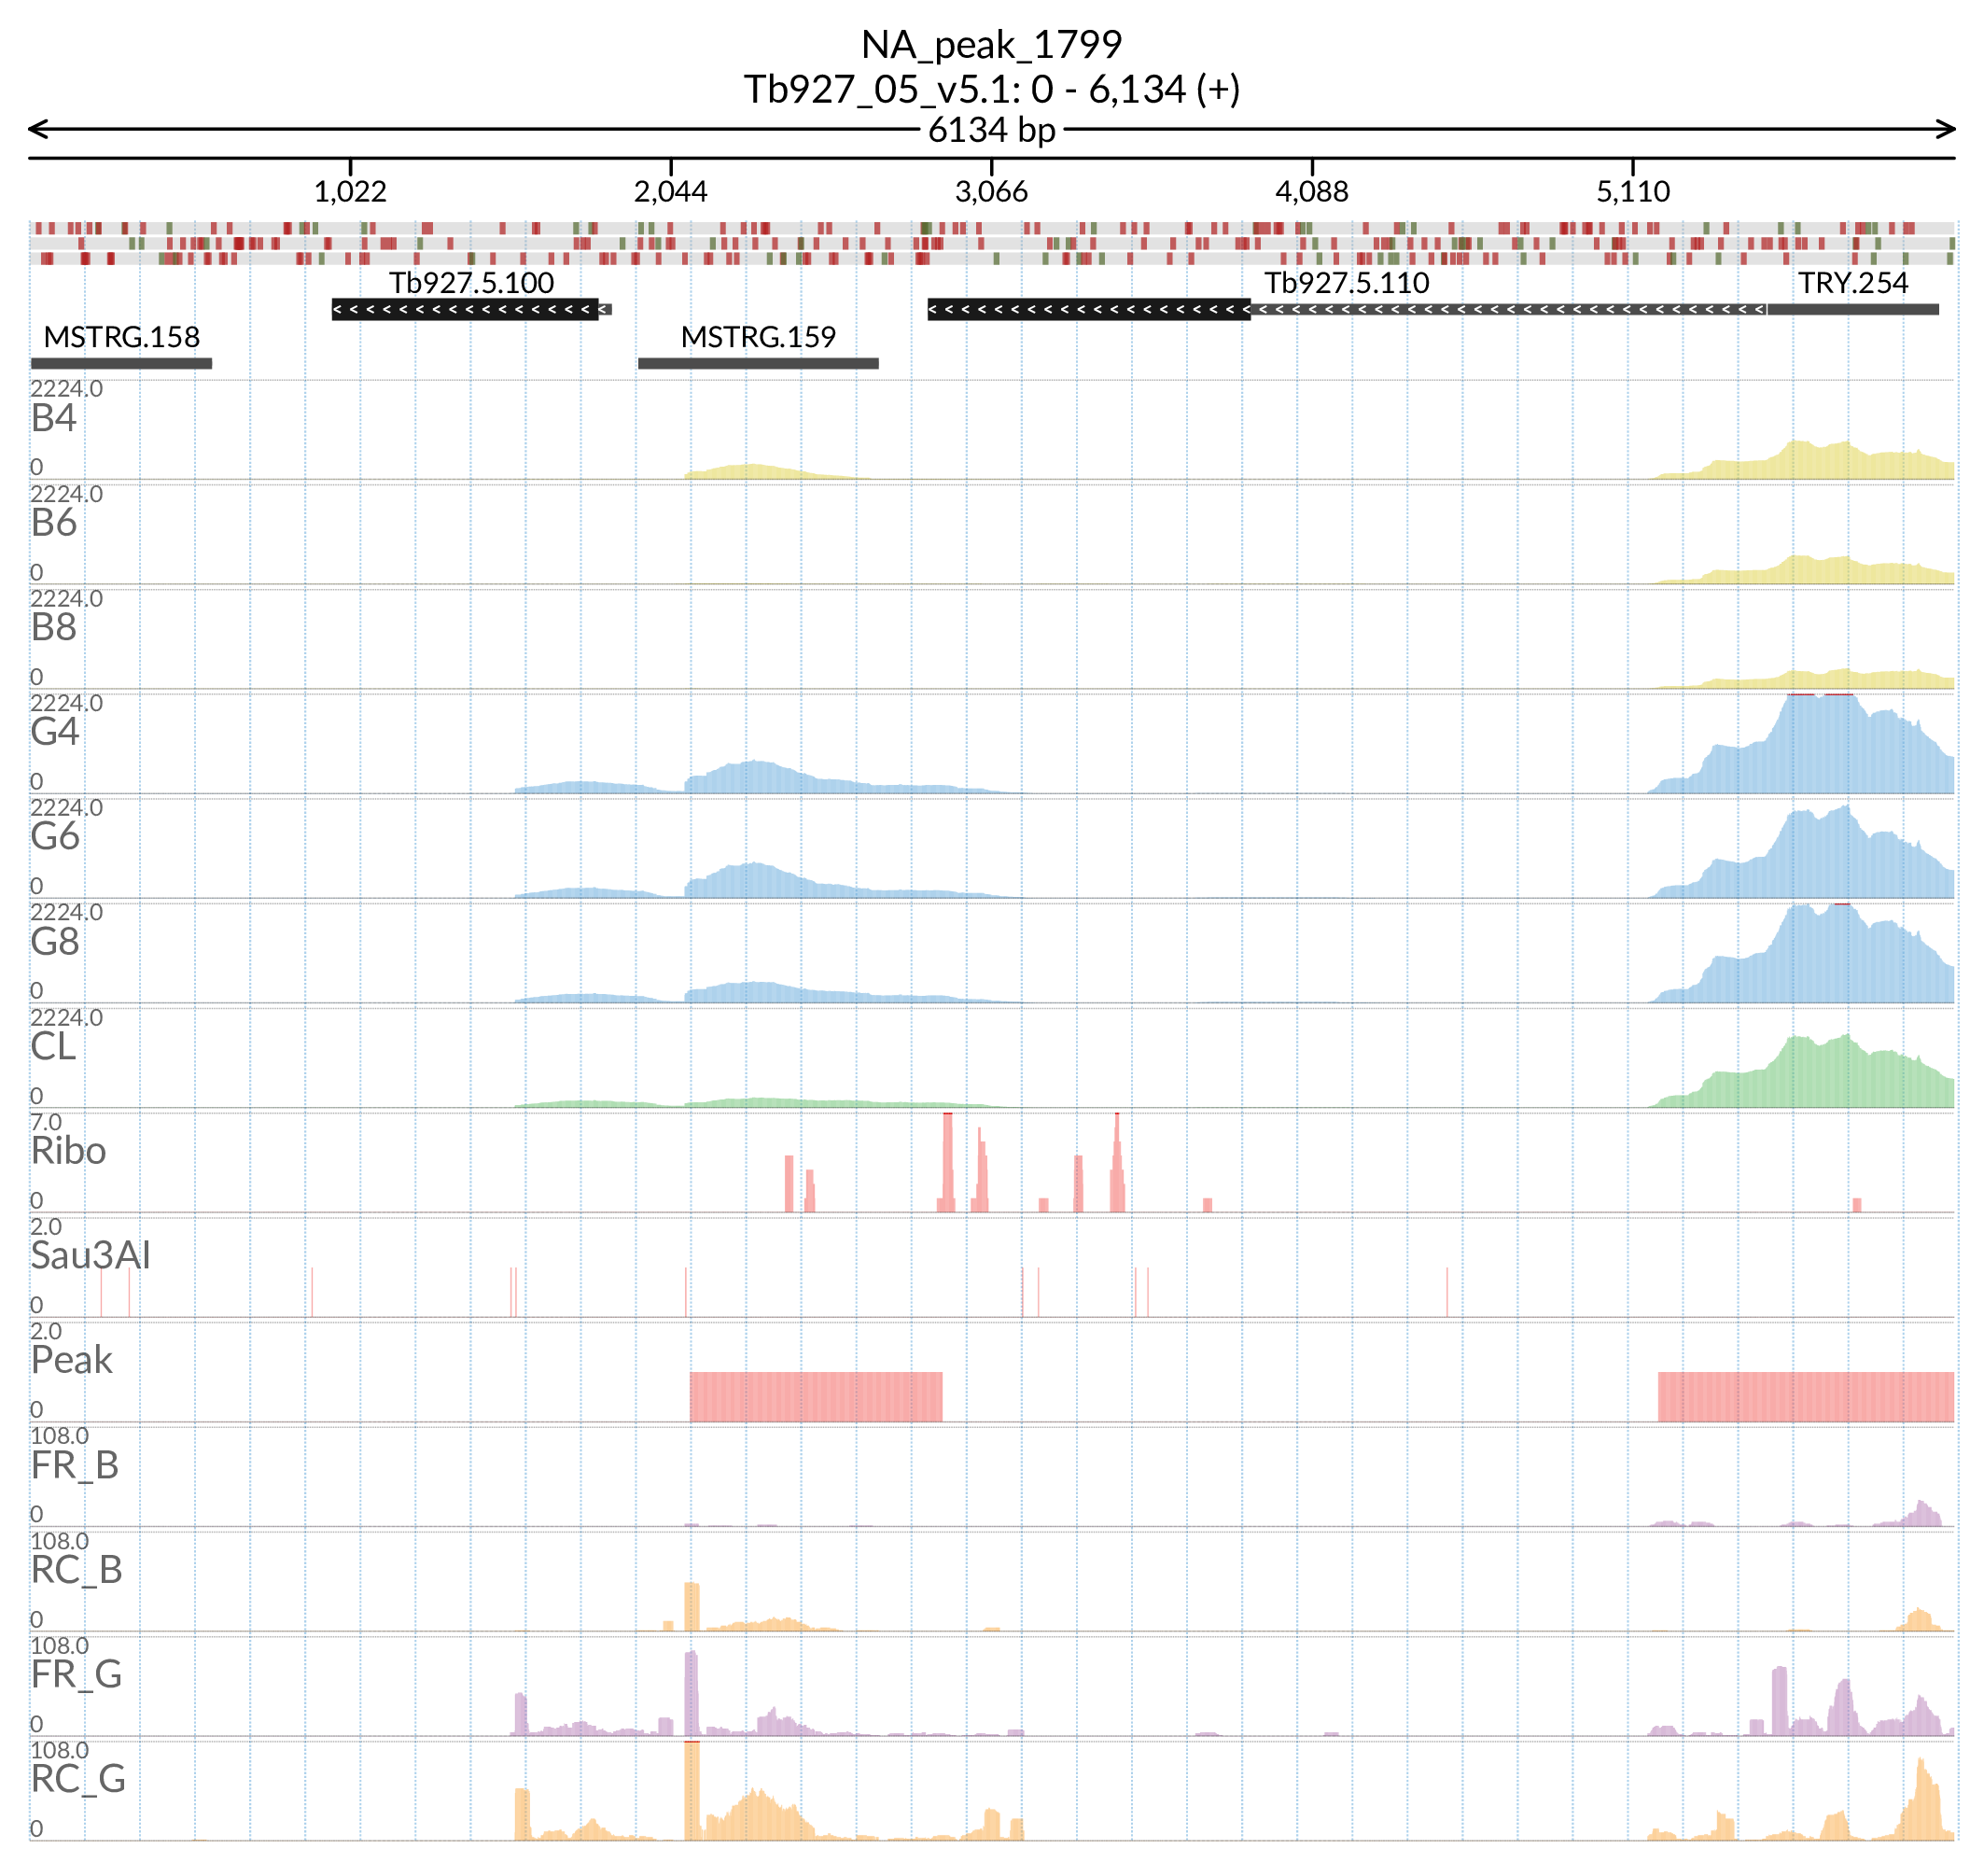 NA_peak_1799
Tb927_05_v5.1: 0 - 6,134 (+)
6134 bp
1,022 2,044 3,066 4,088 5,110
Tb927.5.100 Tb927.5.110 TRY.254
MSTRG.158 MSTRG.159
2224.0
B4
0
2224.0
B6
0
2224.0
B8
0
2224.0
G4
0
2224.0
G6
0
2224.0
G8
0
2224.0
CL
0
7.0
Ribo
0
2.0
Sau3AI
0
2.0
Peak
0
108.0
FR_B
0
108.0
RC_B
0
108.0
FR_G
0
108.0
RC_G
0